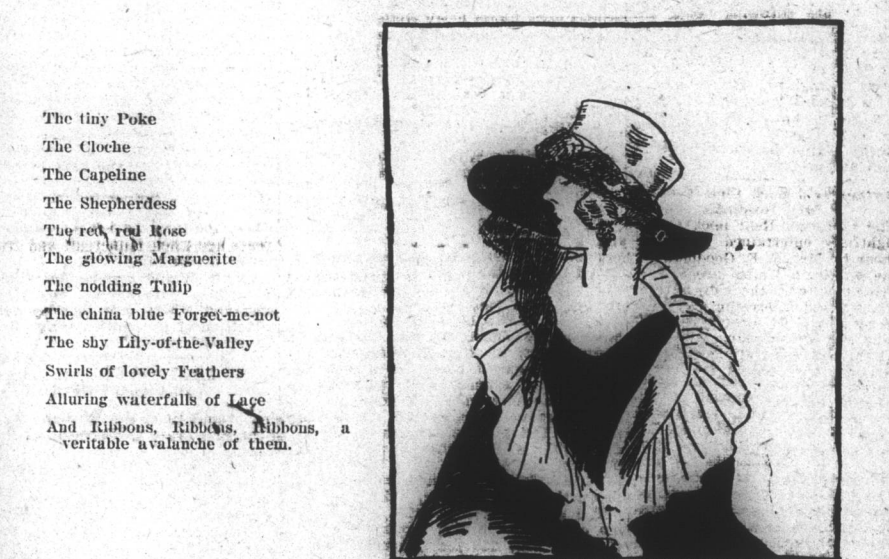 The tiny Poke
The Cloche
The Capeline
The Shepherdess
The red, red Rose
The glowing Marguerite
The nodding Tulip
The china blue Forget-me-not
The shy Lily-of-the-Valley
Swirls of lovely Feathers
Alluring waterfalls of Lace
And Ribbons, Ribbons, Ribbons, a
veritable avalanche of them.